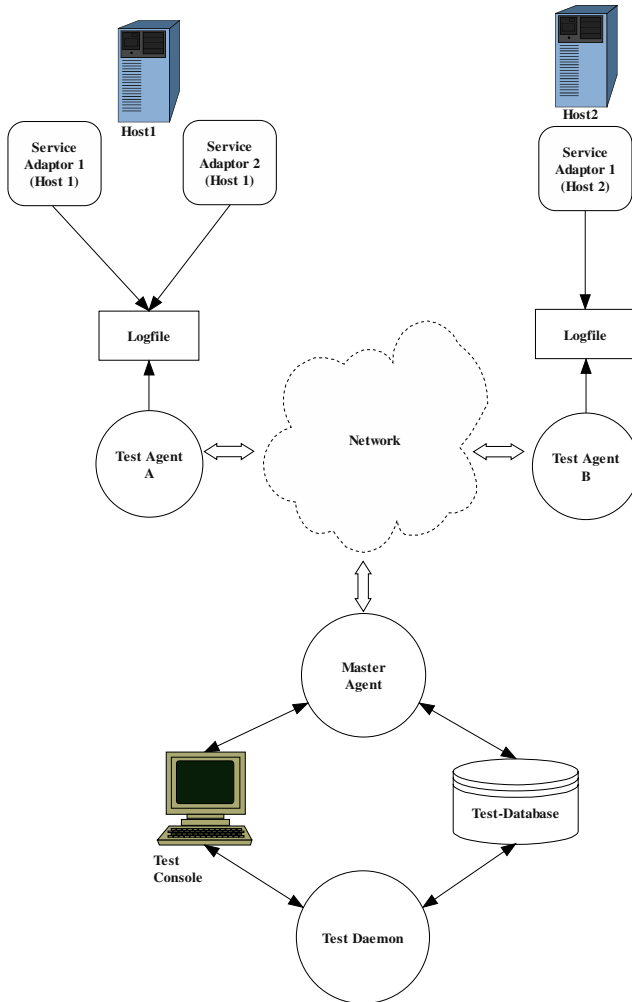 Host1
Host2
Service
Adaptor 1
(Host 1)
Service
Adaptor 2
(Host 1)
Service
Adaptor 1
(Host 2)
Logfile
Logfile
Test Agent
A
Network
Test Agent
B
Master
Agent
Test
Console
Test-Database
Test Daemon